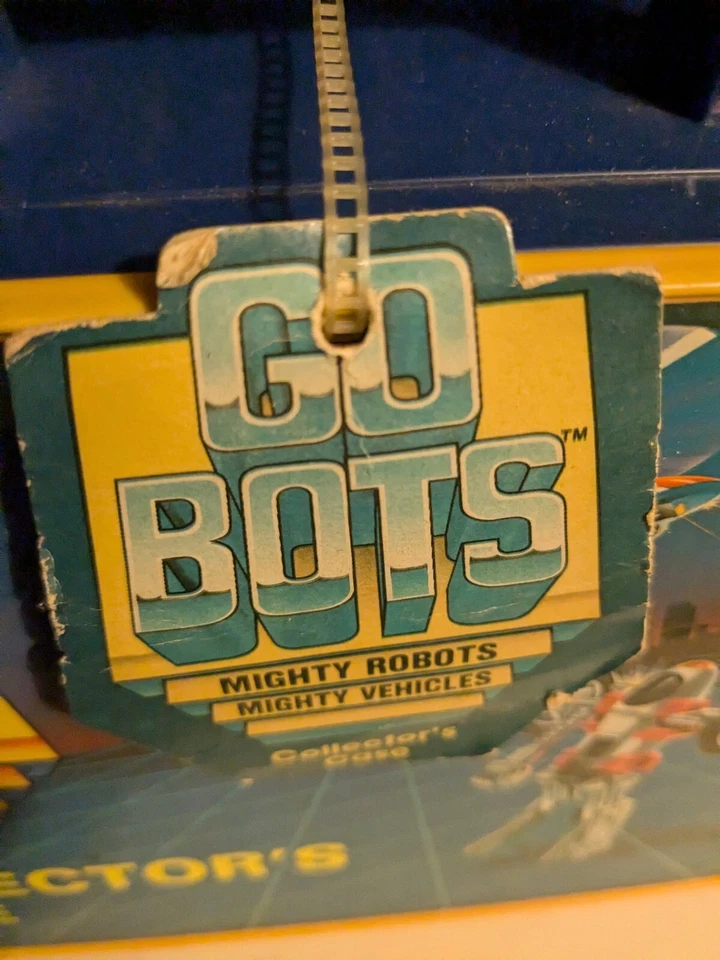 GO
BOTS™
MIGHTY ROBOTS
MIGHTY VEHICLES
Collector's
Case
ECTOR'S